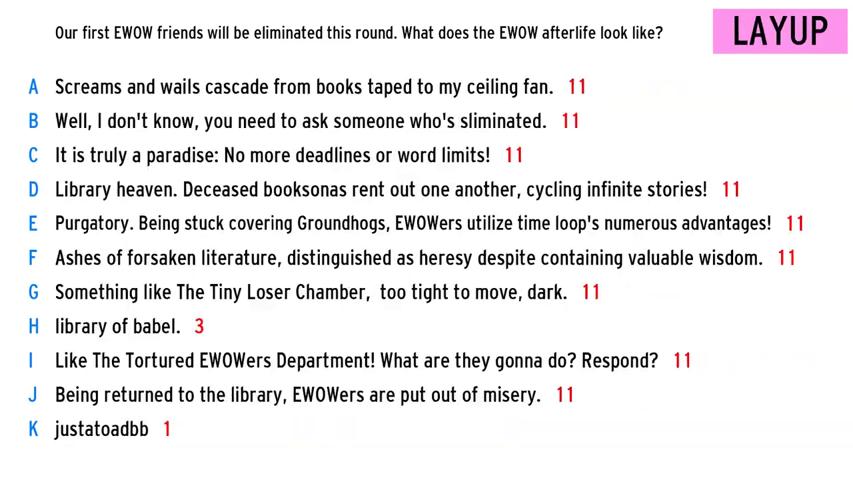 Our first EWOW friends will be eliminated this round. What does the EWOW afterlife look like?
LAYUP
A Screams and wails cascade from books taped to my ceiling fan. 11
B Well, I don't know, you need to ask someone who's sliminated. 11
C It is truly a paradise: No more deadlines or word limits! 11
D Library heaven. Deceased booksonas rent out one another, cycling infinite stories! 11
E Purgatory. Being stuck covering Groundhogs, EWOWers utilize time loop's numerous advantages! 11
F Ashes of forsaken literature, distinguished as heresy despite containing valuable wisdom. 11
G Something like The Tiny Loser Chamber, too tight to move, dark. 11
H library of babel. 3
I Like The Tortured EWOWers Department! What are they gonna do? Respond? 11
J Being returned to the library, EWOWers are put out of misery. 11
K justatoadbb 1